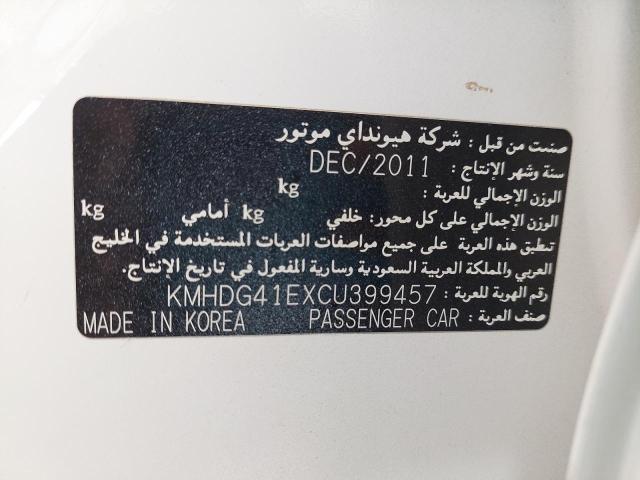 صنعت من قبل : شركة هيونداي موتور
سنة وشهر الإنتاج : DEC/2011
الوزن الإجمالي للعربة : kg
الوزن الإجمالي على كل محور: خلفي kg أمامي kg
تنطبق هذه العربة على جميع مواصفات العربات المستخدمة في الخليج
العربي والمملكة العربية السعودية وسارية المفعول في تاريخ الإنتاج.
رقم الهوية للعربة : KMHDG41EXCU399457
صنف العربة : PASSENGER CAR MADE IN KOREA